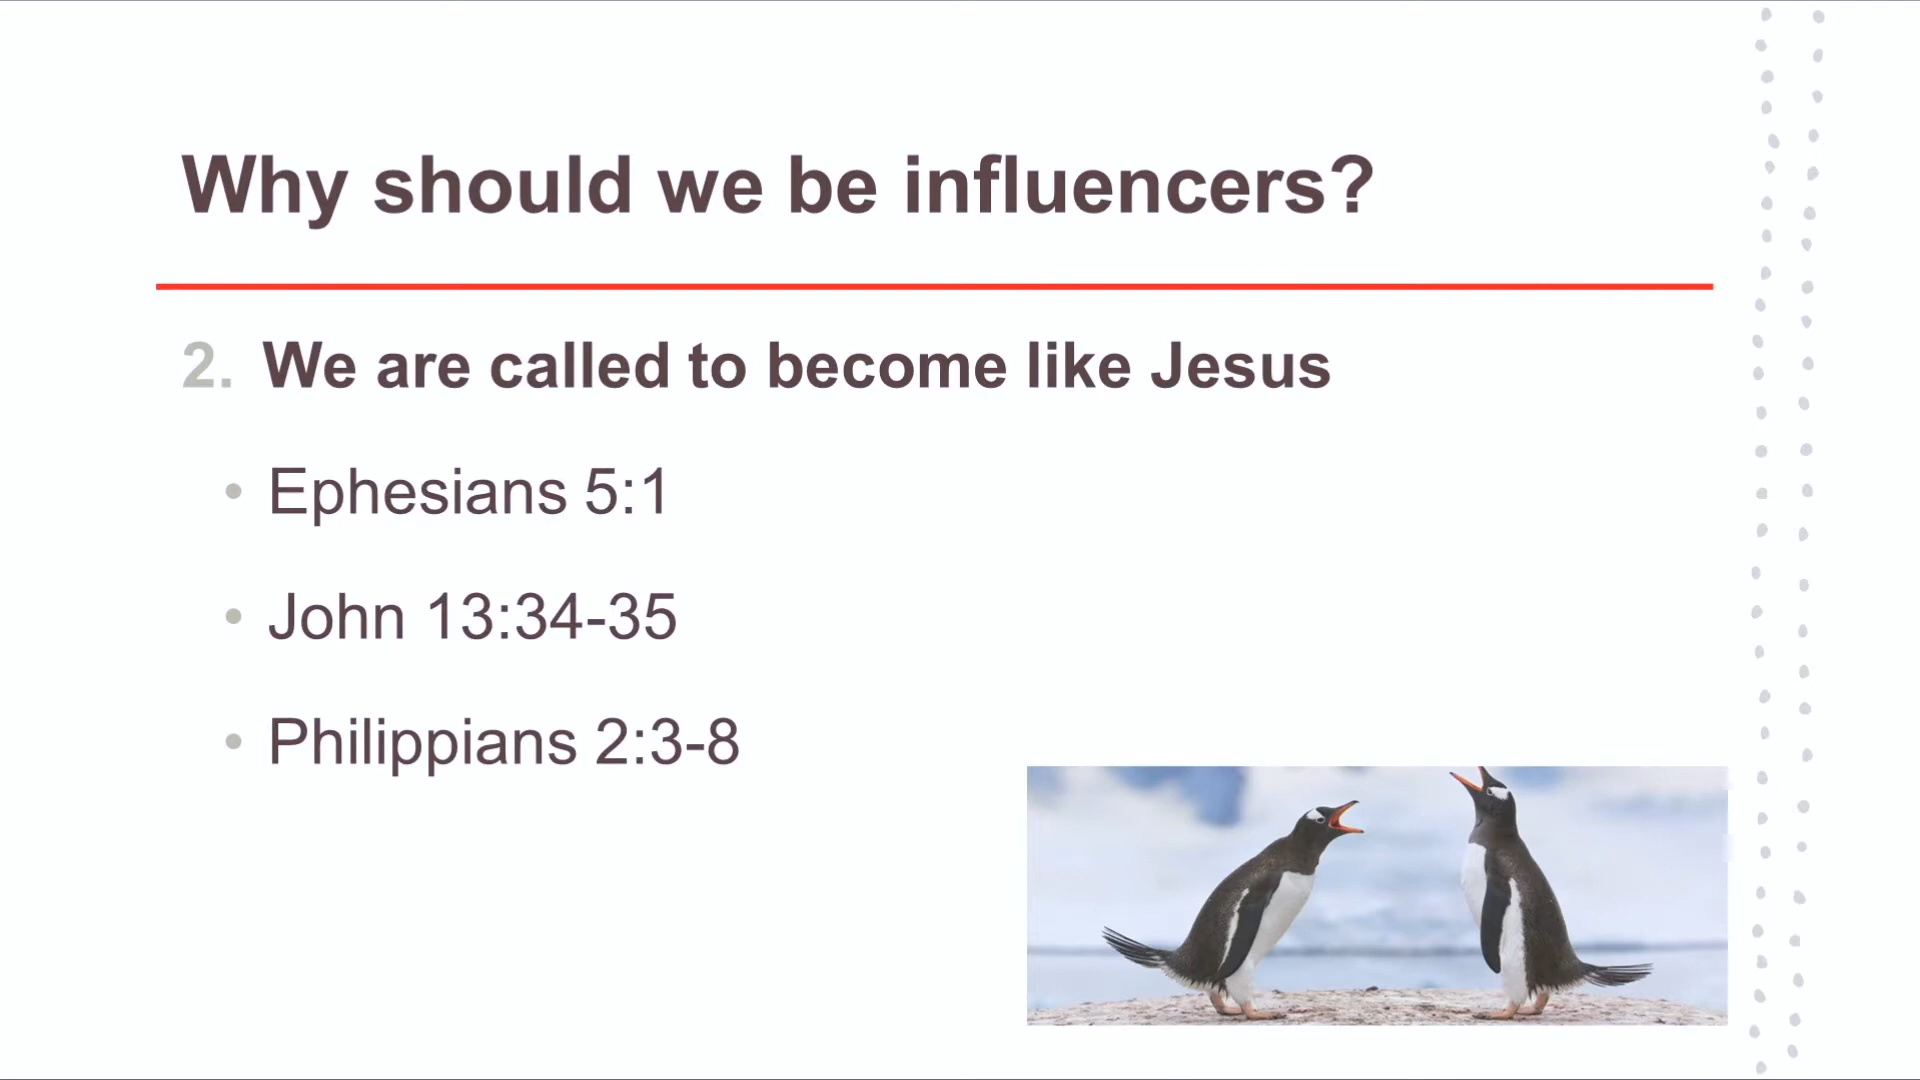 Why should we be influencers?
2. We are called to become like Jesus
• Ephesians 5:1
• John 13:34-35
• Philippians 2:3-8